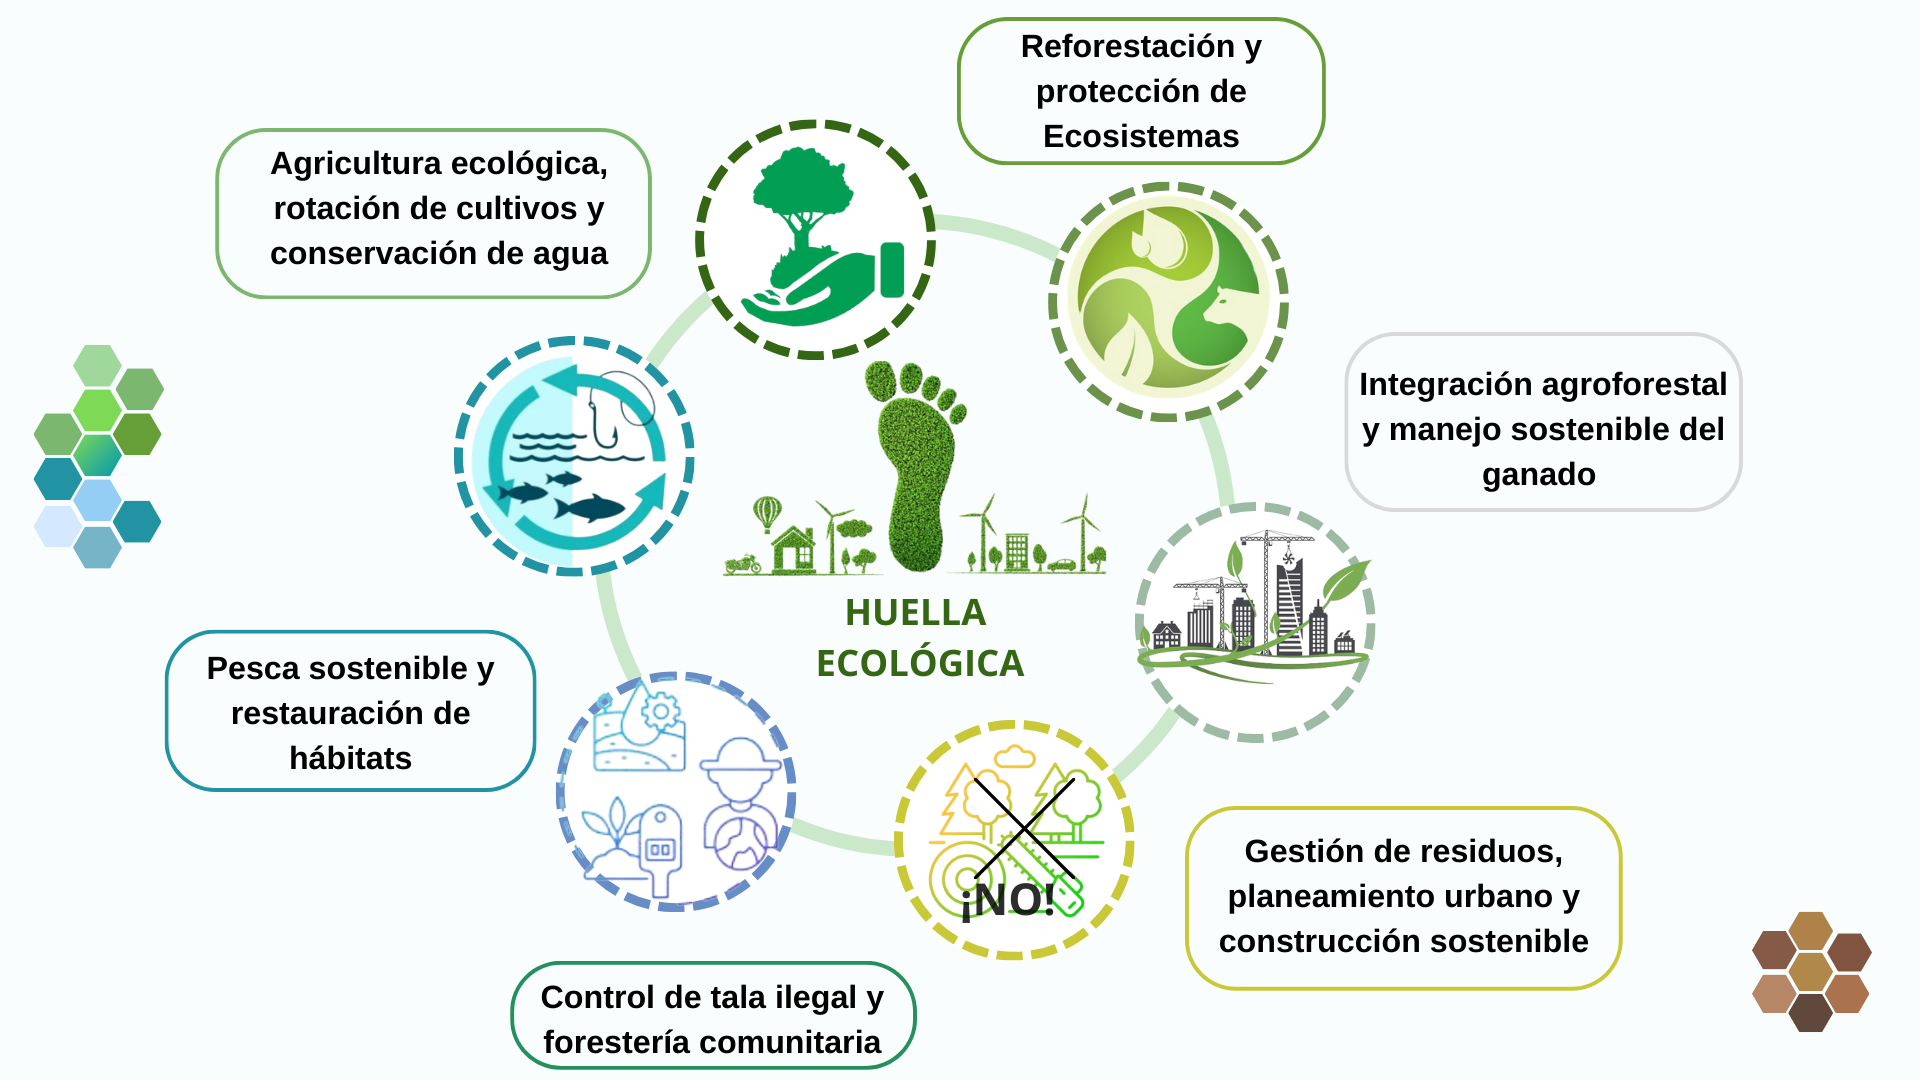 Reforestación y
protección de
Ecosistemas
Agricultura ecológica,
rotación de cultivos y
conservación de agua
Integración agroforestal
y manejo sostenible del
ganado
HUELLA
ECOLÓGICA
Pesca sostenible y
restauración de
hábitats
¡NO!
Gestión de residuos,
planeamiento urbano y
construcción sostenible
Control de tala ilegal y
forestería comunitaria